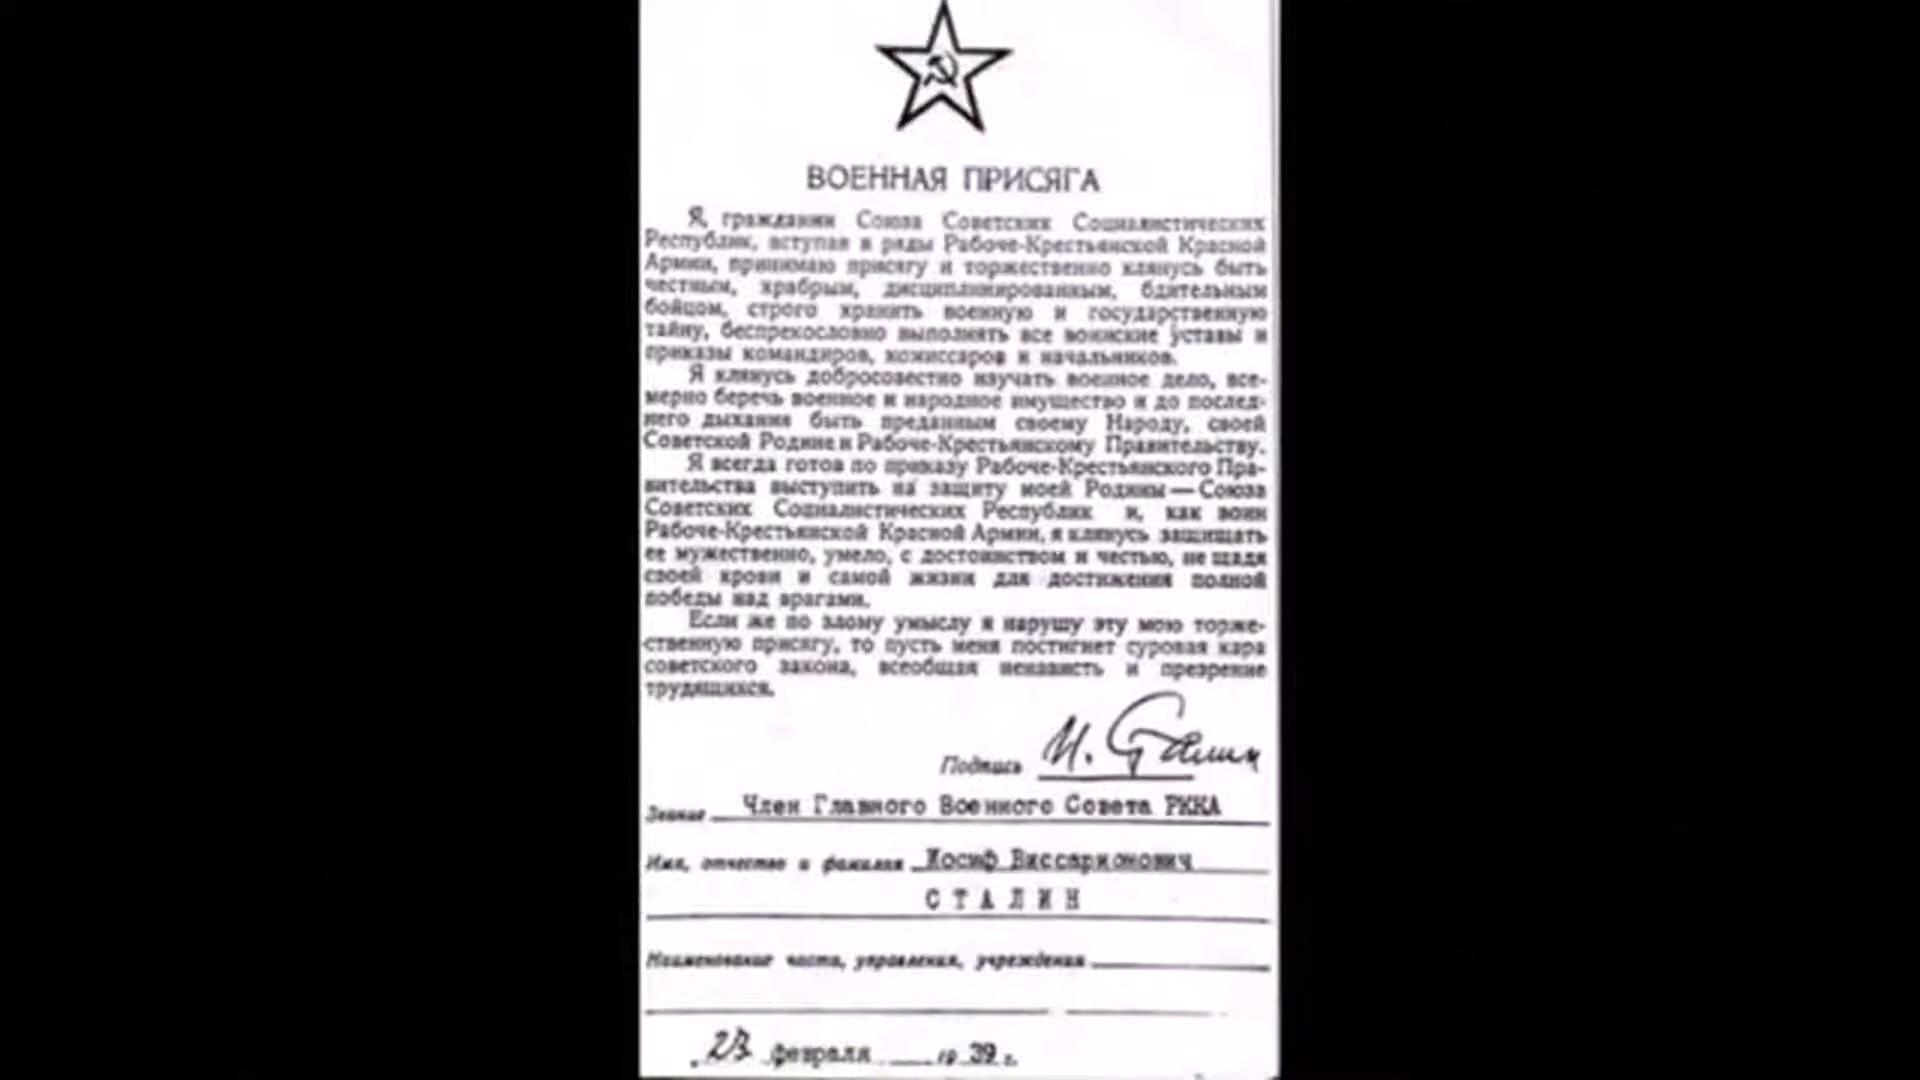 ВОЕННАЯ ПРИСЯГА
Я, гражданин Союза Советских Социалистических
Республик, вступая в ряды Рабоче-Крестьянской Красной
Армии, принимаю присягу и торжественно клянусь быть
честным, храбрым, дисциплинированным, бдительным
бойцом, строго хранить военную и государственную
тайну, беспрекословно выполнять все воинские уставы и
приказы командиров, комиссаров и начальников.
Я клянусь добросовестно изучать военное дело, все-
мерно беречь военное и народное имущество и до послед-
него дыхания быть преданным своему Народу, своей
Советской Родине и Рабоче-Крестьянскому Правительству.
Я всегда готов по приказу Рабоче-Крестьянского Пра-
вительства выступить на защиту моей Родины — Союза
Советских Социалистических Республик и, как воин
Рабоче-Крестьянской Красной Армии, я клянусь защищать
ее мужественно, умело, с достоинством и честью, не щадя
своей крови и самой жизни для достижения полной
победы над врагами.
Если же по злому умыслу я нарушу эту мою торже-
ственную присягу, то пусть меня постигнет суровая кара
советского закона, всеобщая ненависть и презрение
трудящихся.
Подпись И. Сталин
Звание Член Главного Военного Совета РККА
Имя, отчество и фамилия Иосиф Виссарионович
СТАЛИН
Наименование части, управления, учреждения
23 февраля 1939 г.